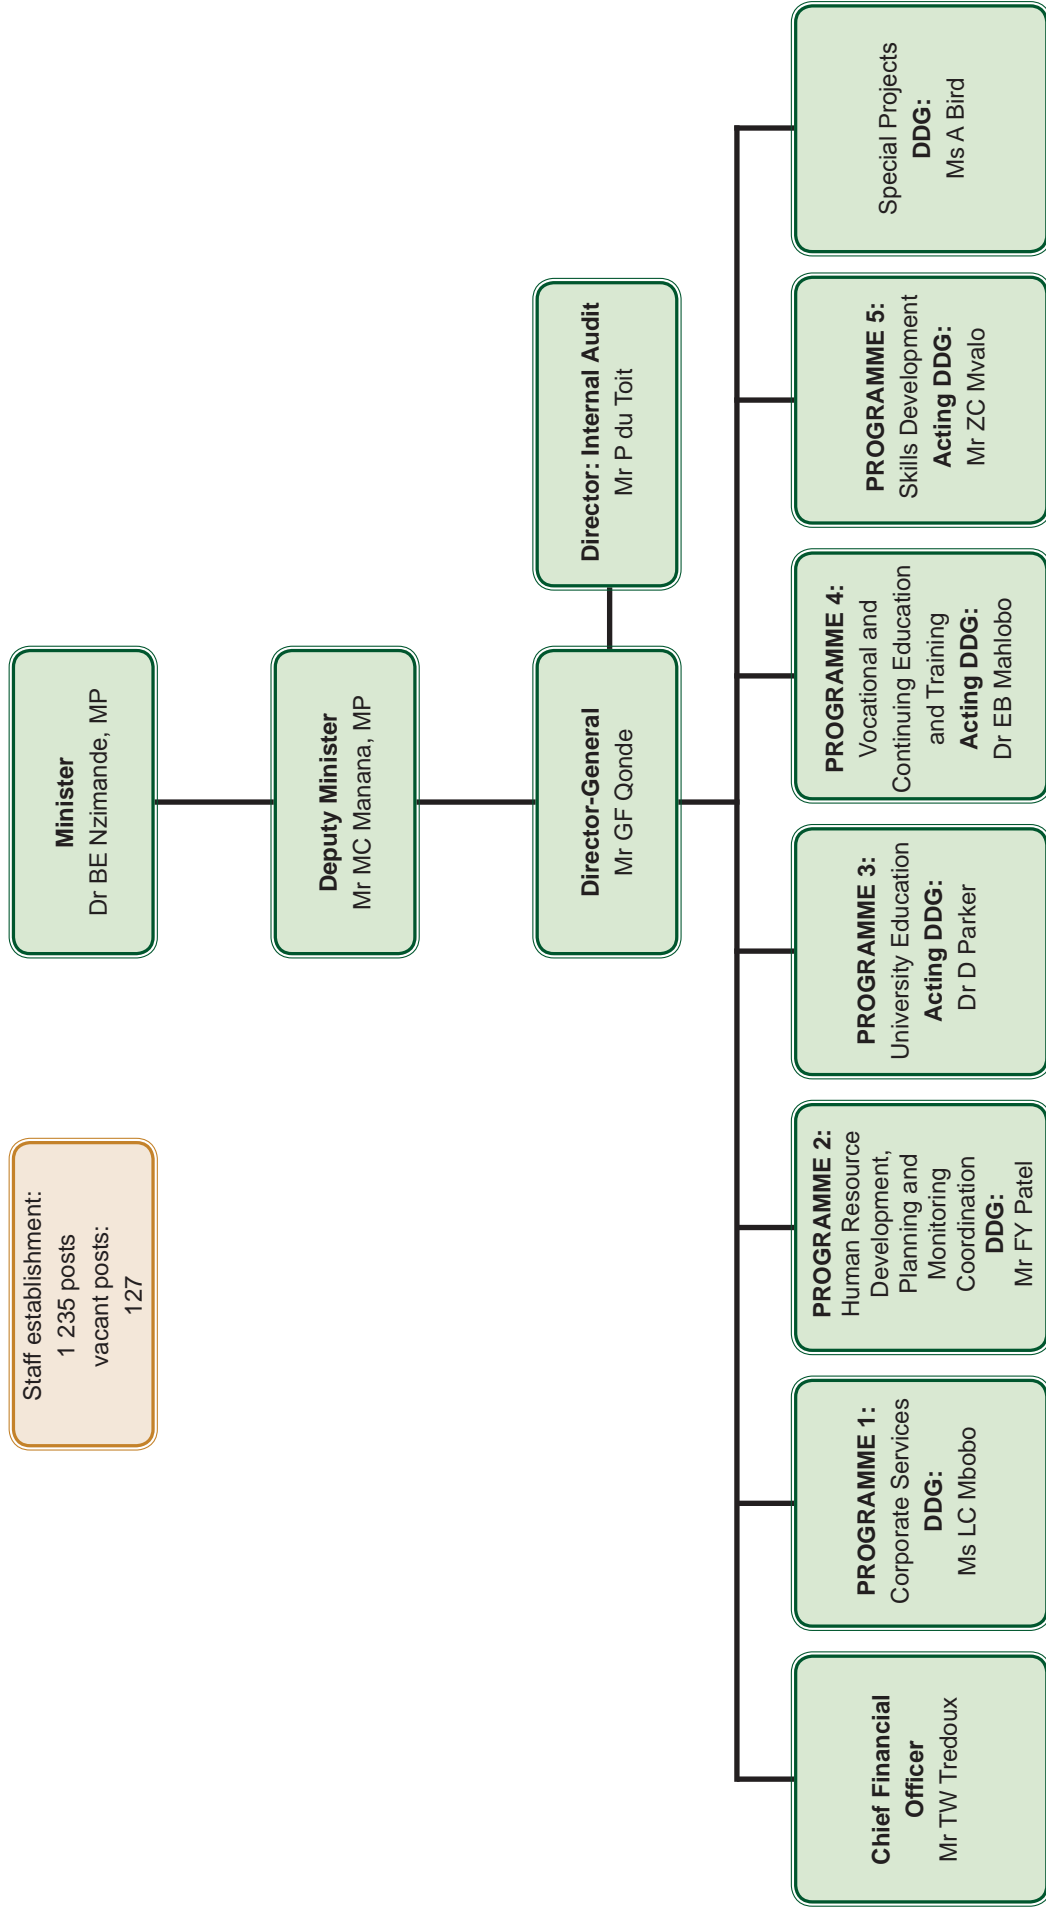 Staff establishment:
1 235 posts
vacant posts:
127
Minister
Dr BE Nzimande, MP
Deputy Minister
Mr MC Manana, MP
Director-General
Mr GF Qonde
Director: Internal Audit
Mr P du Toit
Chief Financial
Officer
Mr TW Tredoux
PROGRAMME 1:
Corporate Services
DDG:
Ms LC Mbobo
PROGRAMME 2:
Human Resource
Development,
Planning and
Monitoring
Coordination
DDG:
Mr FY Patel
PROGRAMME 3:
University Education
Acting DDG:
Dr D Parker
PROGRAMME 4:
Vocational and
Continuing Education
and Training
Acting DDG:
Dr EB Mahlobo
PROGRAMME 5:
Skills Development
Acting DDG:
Mr ZC Mvalo
Special Projects
DDG:
Ms A Bird